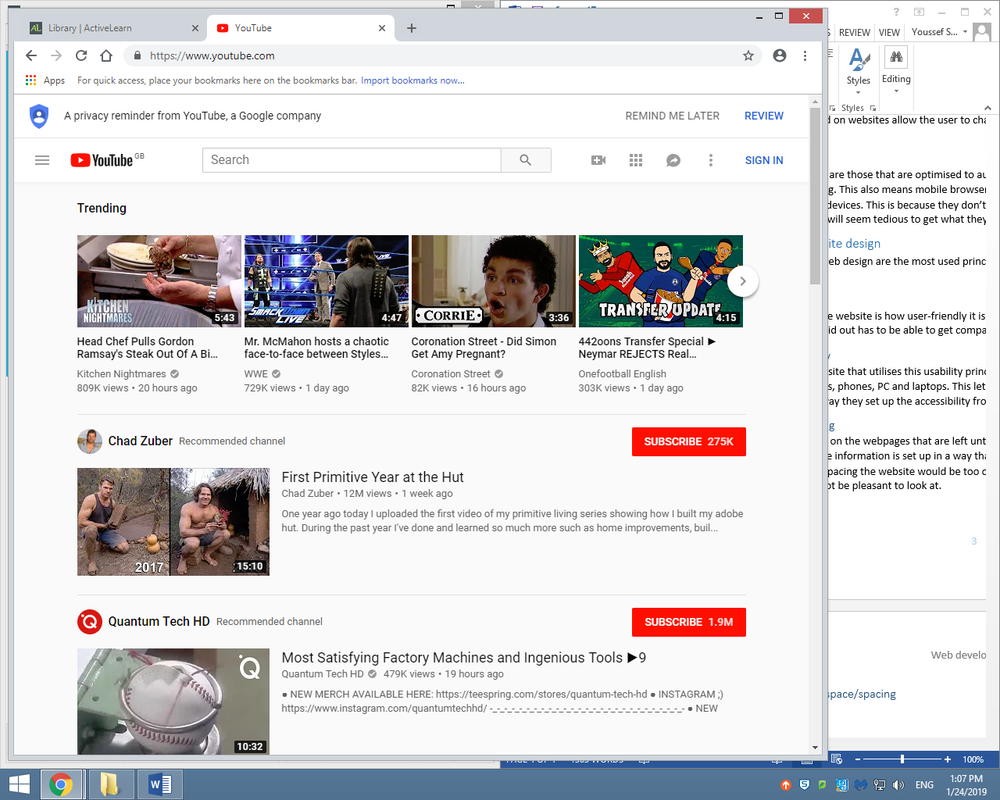 Library | ActiveLearn
YouTube
https://www.youtube.com
Apps
For quick access, place your bookmarks here on the bookmarks bar. Import bookmarks now...
A privacy reminder from YouTube, a Google company
REMIND ME LATER
REVIEW
YouTube GB
Search
SIGN IN
Trending
KITCHEN NIGHTMARES
5:43
SMACKDOWN LIVE
4:47
CORRIE
3:36
TRANSFER UPDATE
4:15
Head Chef Pulls Gordon
Ramsay's Steak Out Of A Bi...
Kitchen Nightmares
809K views • 20 hours ago
Mr. McMahon hosts a chaotic
face-to-face between Styles...
WWE
729K views • 1 day ago
Coronation Street - Did Simon
Get Amy Pregnant?
Coronation Street
82K views • 16 hours ago
442oons Transfer Special ►
Neymar REJECTS Real...
Onefootball English
303K views • 1 day ago
Chad Zuber Recommended channel
SUBSCRIBE 275K
2017
15:10
First Primitive Year at the Hut
Chad Zuber • 12M views • 1 week ago
One year ago today I uploaded the first video of my primitive living series showing how I built my adobe
hut. During the past year I've done and learned so much more such as home improvements, buil...
Quantum Tech HD Recommended channel
SUBSCRIBE 1.9M
10:32
Most Satisfying Factory Machines and Ingenious Tools ►9
Quantum Tech HD 479K views • 19 hours ago
● NEW MERCH AVAILABLE HERE: https://teespring.com/stores/quantum-tech-hd ● INSTAGRAM ;)
https://www.instagram.com/quantumtechhd/ -_-_-_-_-_-_-_-_-_-_-_-_-_-_-_-_-_-_-_-_-_-_-_-_-_- ● NEW
REVIEW VIEW Youssef S...
Styles
Editing
Styles
on websites allow the user to cha
are those that are optimised to au
g. This also means mobile browser
devices. This is because they don't
will seem tedious to get what they
ite design
eb design are the most used princ
e website is how user-friendly it is
id out has to be able to get compa
y
site that utilises this usability princ
s, phones, PC and laptops. This let
ay they set up the accessibility fro
g
on the webpages that are left unt
e information is set up in a way tha
pacing the website would be too c
ot be pleasant to look at.
3
Web develo
space/spacing
100%
ENG
1:07 PM
1/24/2019